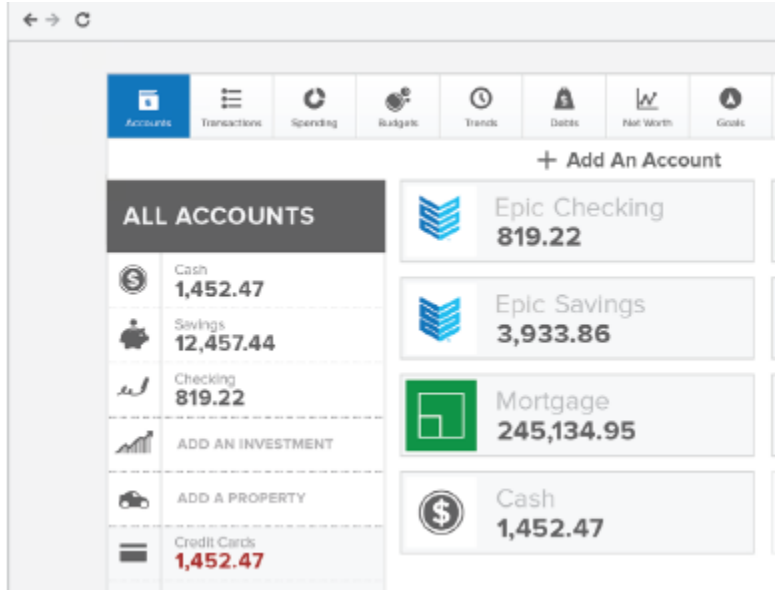 Accounts
Transactions
Spending
Budgets
Trends
Debts
Net Worth
Goals
+ Add An Account
ALL ACCOUNTS
Cash
1,452.47
Savings
12,457.44
Checking
819.22
ADD AN INVESTMENT
ADD A PROPERTY
Credit Cards
1,452.47
Epic Checking
819.22
Epic Savings
3,933.86
Mortgage
245,134.95
Cash
1,452.47